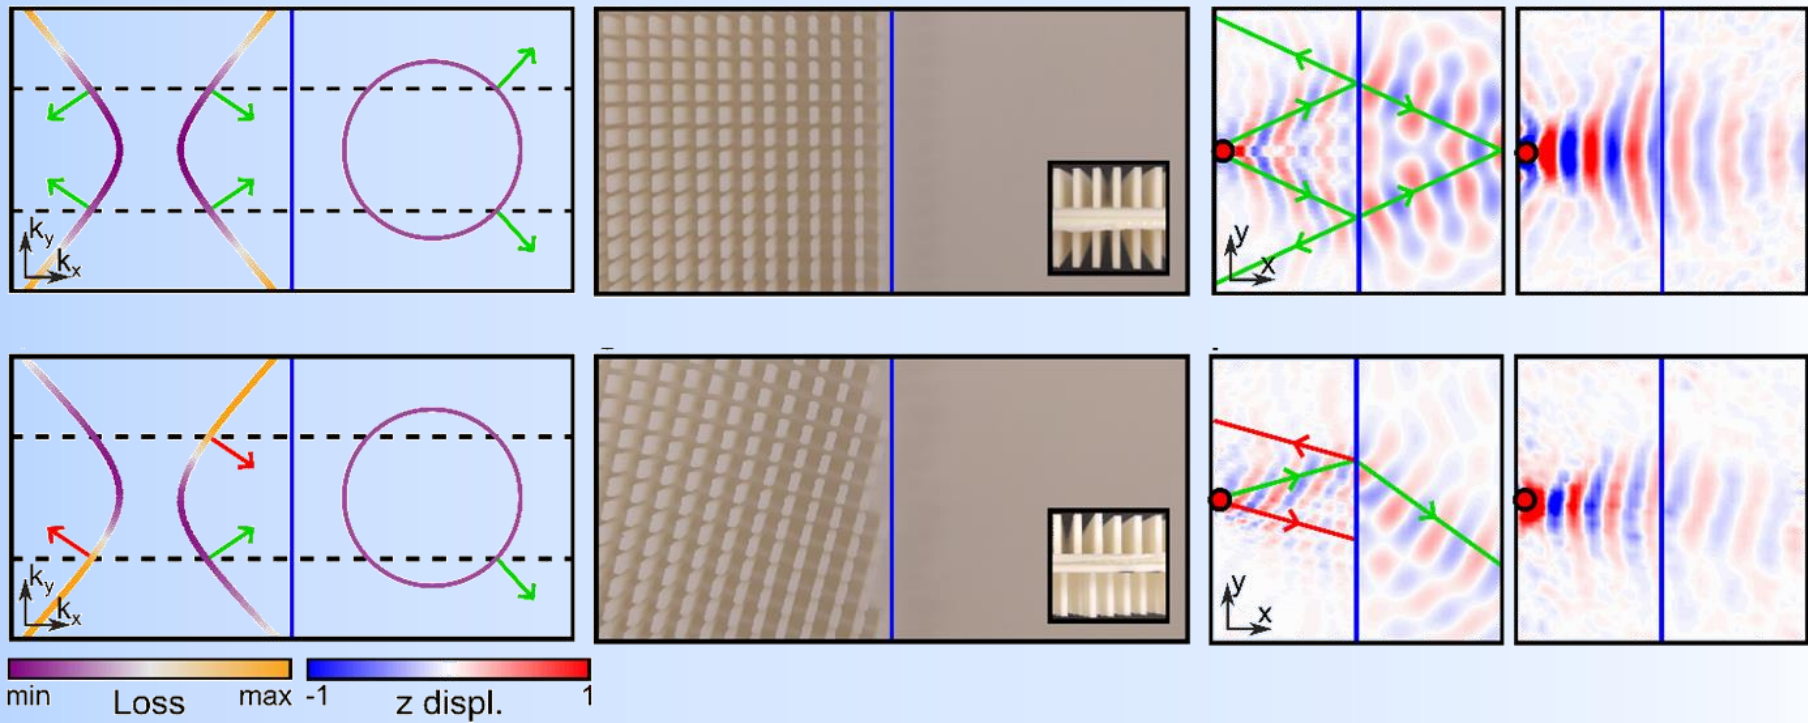 ky
kx
y
x
ky
kx
y
x
min Loss max
-1 z displ. 1